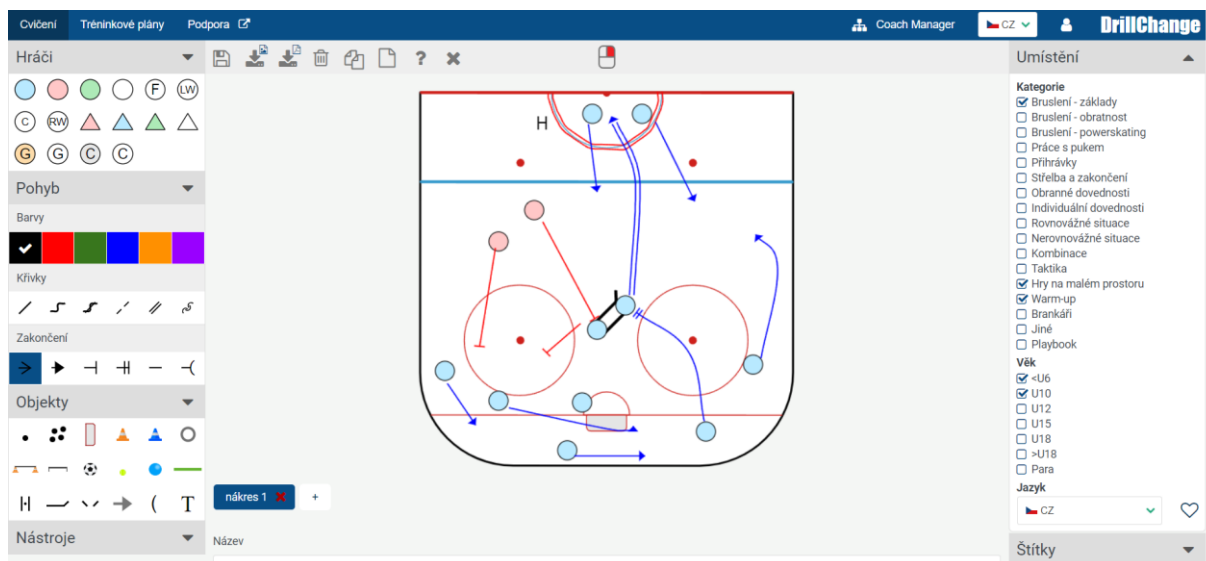 Cvičení Tréninkové plány Podpora Coach Manager CZ DrillChange
Hráči
F LW
C RW
G G C C
Pohyb
Barvy
Křivky
Zakončení
Objekty
T
Nástroje
?
H
nákres 1 +
Název
Umístění
Kategorie
Bruslení - základy
Bruslení - obratnost
Bruslení - powerskating
Práce s pukem
Přihrávky
Střelba a zakončení
Obranné dovednosti
Individuální dovednosti
Rovnovážné situace
Nerovnovážné situace
Kombinace
Taktika
Hry na malém prostoru
Warm-up
Brankáři
Jiné
Playbook
Věk
<U6
U10
U12
U15
U18
>U18
Para
Jazyk
CZ
Štítky